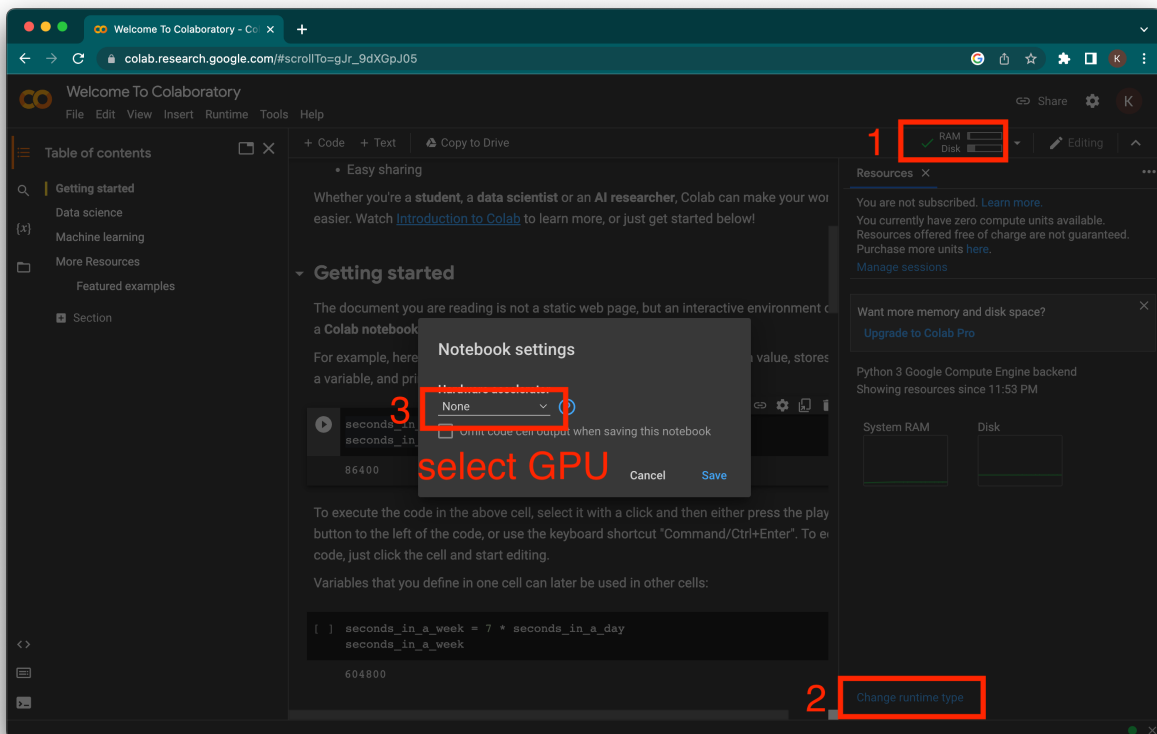 Welcome To Colaboratory - Co
colab.research.google.com/#scrollTo=gJr_9dXGpJ05
K
CO
Welcome To Colaboratory
File Edit View Insert Runtime Tools Help
Share
K
Table of contents
Getting started
Data science
Machine learning
More Resources
Featured examples
Section
{x}
+ Code + Text Copy to Drive
1
RAM
Disk
Editing
Easy sharing
Whether you're a student, a data scientist or an AI researcher, Colab can make your wor
easier. Watch Introduction to Colab to learn more, or just get started below!
Getting started
The document you are reading is not a static web page, but an interactive environment
a Colab notebook
For example, here
value, stores
a variable, and pri
seconds_in_
seconds_in_
86400
To execute the code in the above cell, select it with a click and then either press the play
button to the left of the code, or use the keyboard shortcut "Command/Ctrl+Enter". To e
code, just click the cell and start editing.
Variables that you define in one cell can later be used in other cells:
[ ] seconds_in_a_week = 7 * seconds_in_a_day
seconds_in_a_week
604800
Notebook settings
Hardware accelerator
3
None
?
Omit code cell output when saving this notebook
select GPU
Cancel Save
Resources
You are not subscribed. Learn more.
You currently have zero compute units available.
Resources offered free of charge are not guaranteed.
Purchase more units here.
Manage sessions
Want more memory and disk space?
Upgrade to Colab Pro
Python 3 Google Compute Engine backend
Showing resources since 11:53 PM
System RAM Disk
2
Change runtime type